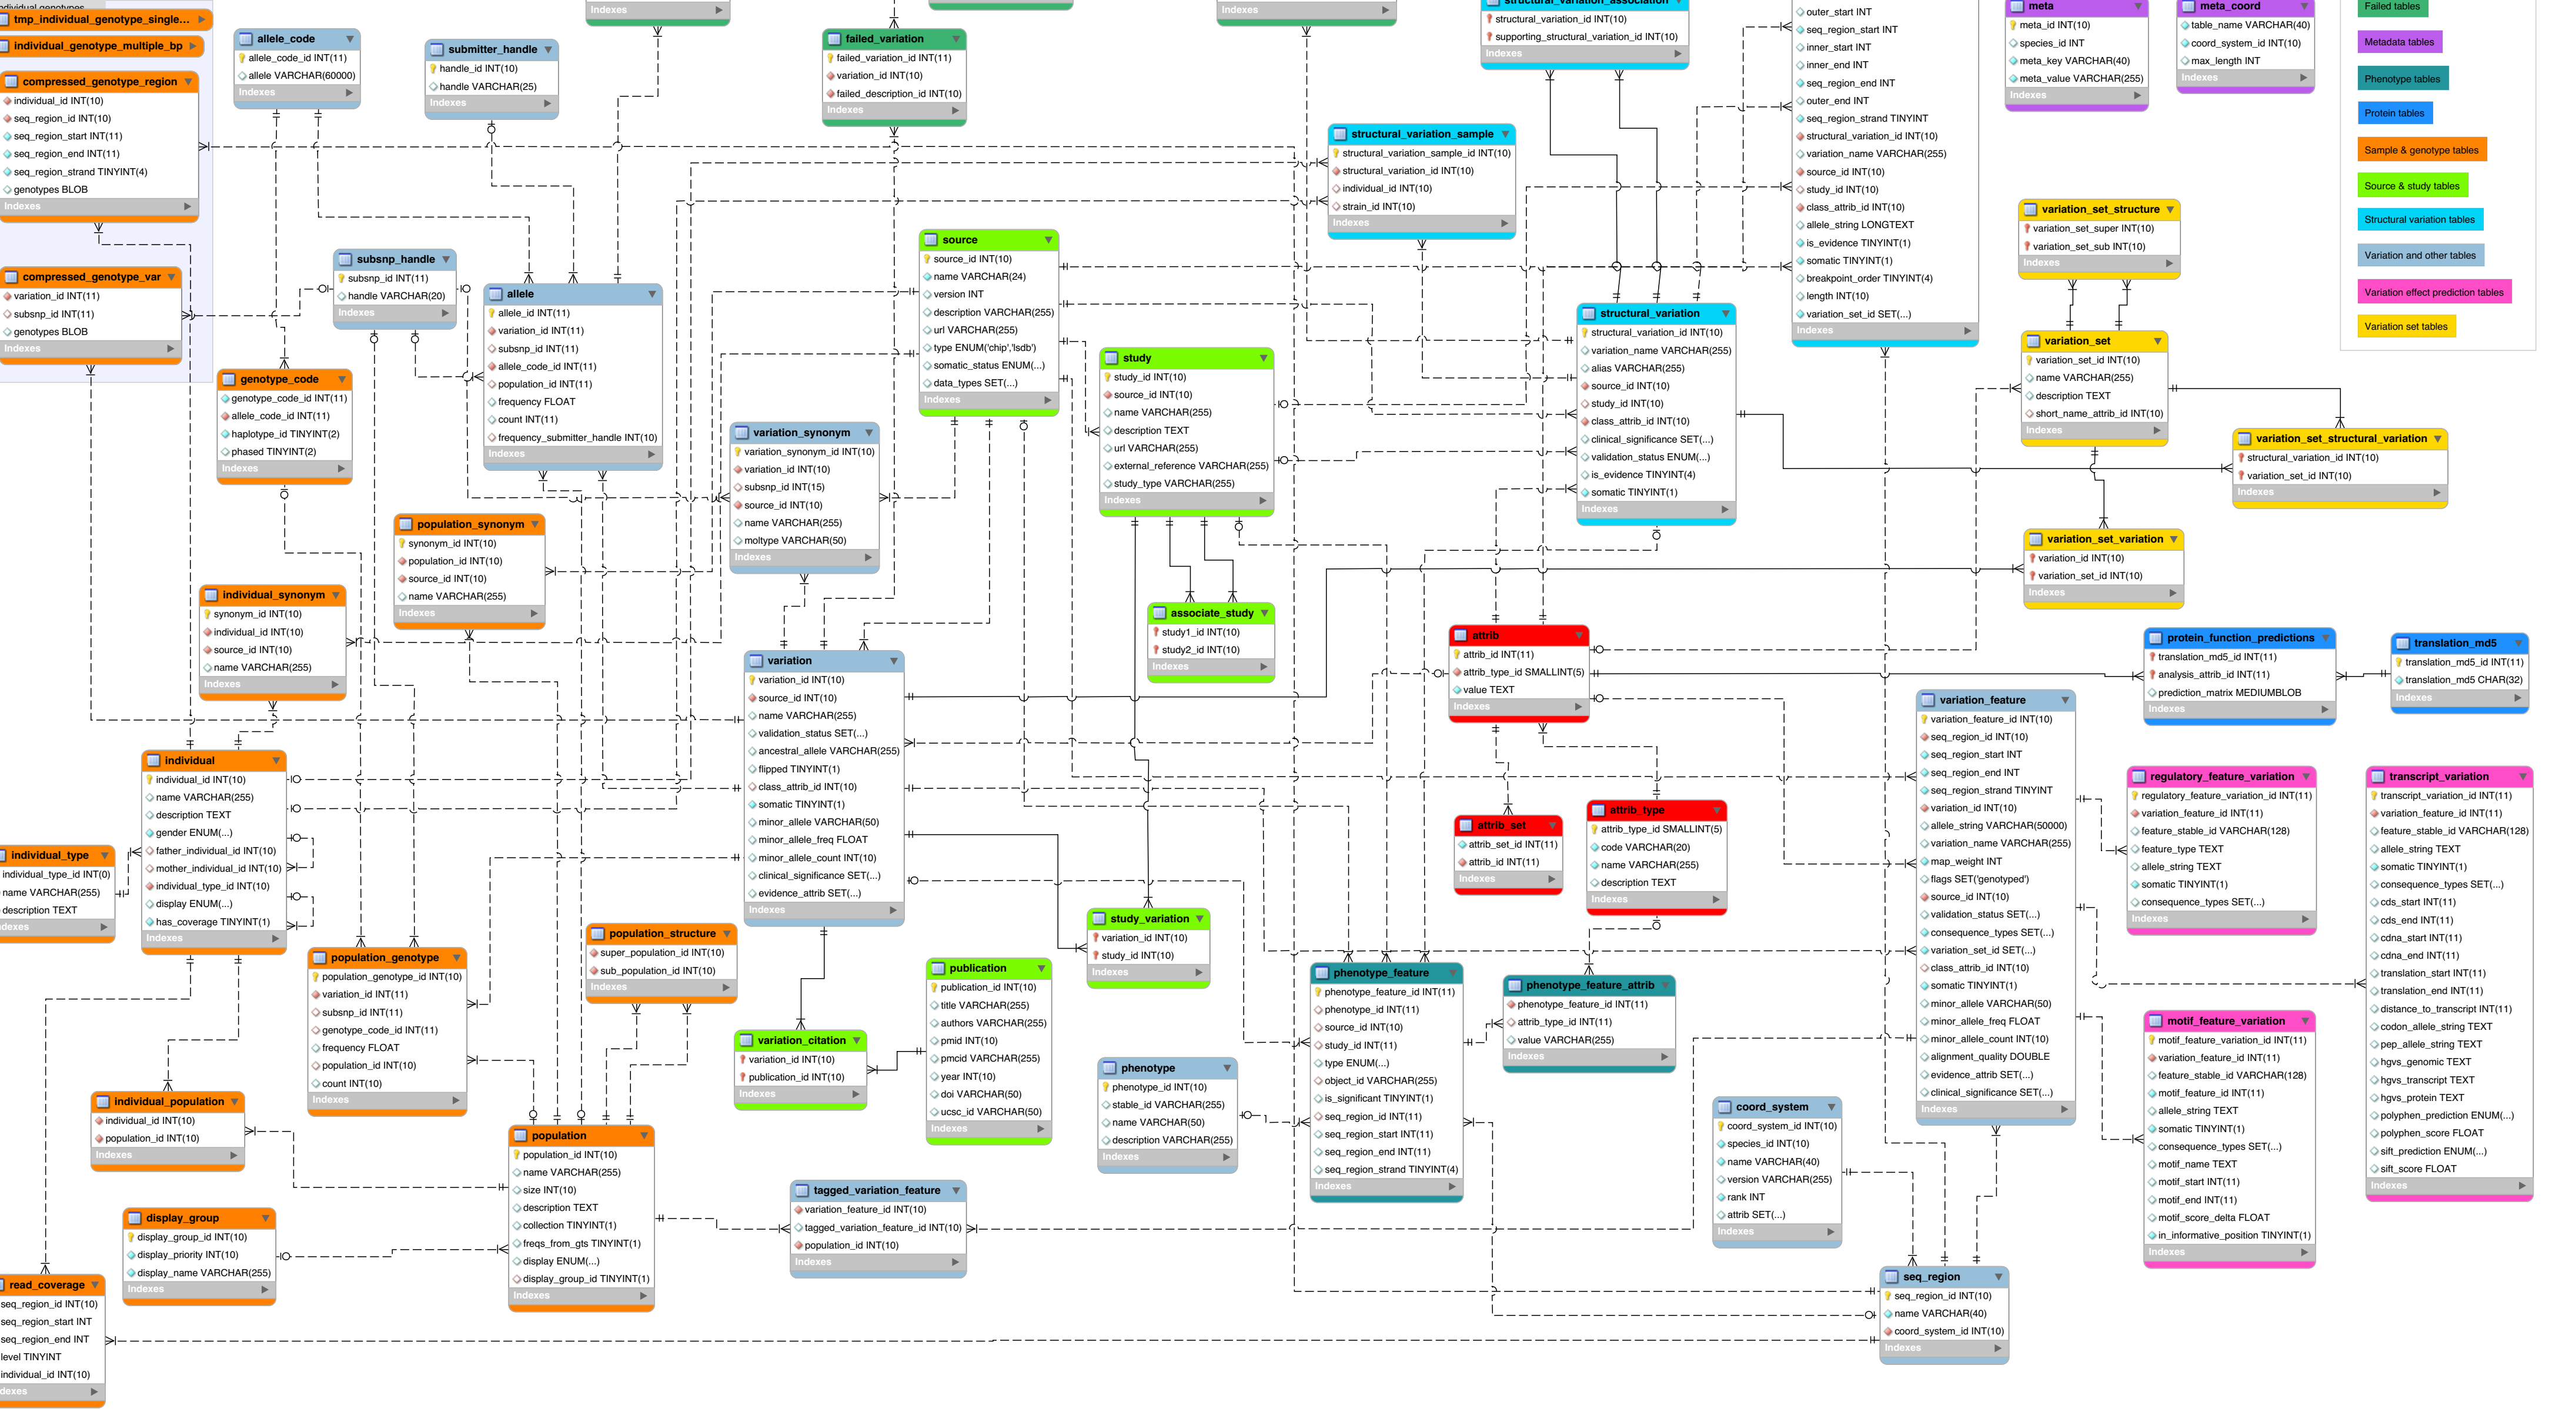 individual genotypes
tmp_individual_genotype_single...
individual_genotype_multiple_bp
compressed_genotype_region
individual_id INT(10)
seq_region_id INT(10)
seq_region_start INT(11)
seq_region_end INT(11)
seq_region_strand TINYINT(4)
genotypes BLOB
Indexes
compressed_genotype_var
variation_id INT(11)
subsnp_id INT(11)
genotypes BLOB
Indexes
allele_code
allele_code_id INT(11)
allele VARCHAR(60000)
Indexes
submitter_handle
handle_id INT(10)
handle VARCHAR(25)
Indexes
Indexes
Indexes
Indexes
failed_variation
failed_variation_id INT(11)
variation_id INT(10)
failed_description_id INT(10)
Indexes
structural_variation_association
structural_variation_id INT(10)
supporting_structural_variation_id INT(10)
Indexes
structural_variation_sample
structural_variation_sample_id INT(10)
structural_variation_id INT(10)
individual_id INT(10)
strain_id INT(10)
Indexes
outer_start INT
seq_region_start INT
inner_start INT
inner_end INT
seq_region_end INT
outer_end INT
seq_region_strand TINYINT
structural_variation_id INT(10)
variation_name VARCHAR(255)
source_id INT(10)
study_id INT(10)
class_attrib_id INT(10)
allele_string LONGTEXT
is_evidence TINYINT(1)
somatic TINYINT(1)
breakpoint_order TINYINT(4)
length INT(10)
variation_set_id SET(...)
Indexes
meta
meta_id INT(10)
species_id INT
meta_key VARCHAR(40)
meta_value VARCHAR(255)
Indexes
meta_coord
table_name VARCHAR(40)
coord_system_id INT(10)
max_length INT
Indexes
Failed tables
Metadata tables
Phenotype tables
Protein tables
Sample & genotype tables
Source & study tables
Structural variation tables
Variation and other tables
Variation effect prediction tables
Variation set tables
subsnp_handle
subsnp_id INT(11)
handle VARCHAR(20)
Indexes
allele
allele_id INT(11)
variation_id INT(11)
subsnp_id INT(11)
allele_code_id INT(11)
population_id INT(11)
frequency FLOAT
count INT(11)
frequency_submitter_handle INT(10)
Indexes
genotype_code
genotype_code_id INT(11)
allele_code_id INT(11)
haplotype_id TINYINT(2)
phased TINYINT(2)
Indexes
source
source_id INT(10)
name VARCHAR(24)
version INT
description VARCHAR(255)
url VARCHAR(255)
type ENUM('chip','lsdb')
somatic_status ENUM(...)
data_types SET(...)
Indexes
study
study_id INT(10)
source_id INT(10)
name VARCHAR(255)
description TEXT
url VARCHAR(255)
external_reference VARCHAR(255)
study_type VARCHAR(255)
Indexes
structural_variation
structural_variation_id INT(10)
variation_name VARCHAR(255)
alias VARCHAR(255)
source_id INT(10)
study_id INT(10)
class_attrib_id INT(10)
clinical_significance SET(...)
validation_status ENUM(...)
is_evidence TINYINT(4)
somatic TINYINT(1)
Indexes
variation_set_structure
variation_set_super INT(10)
variation_set_sub INT(10)
Indexes
variation_set
variation_set_id INT(10)
name VARCHAR(255)
description TEXT
short_name_attrib_id INT(10)
Indexes
variation_set_structural_variation
structural_variation_id INT(10)
variation_set_id INT(10)
Indexes
variation_set_variation
variation_id INT(10)
variation_set_id INT(10)
Indexes
variation_synonym
variation_synonym_id INT(10)
variation_id INT(10)
subsnp_id INT(15)
source_id INT(10)
name VARCHAR(255)
moltype VARCHAR(50)
Indexes
population_synonym
synonym_id INT(10)
population_id INT(10)
source_id INT(10)
name VARCHAR(255)
Indexes
individual_synonym
synonym_id INT(10)
individual_id INT(10)
source_id INT(10)
name VARCHAR(255)
Indexes
associate_study
study1_id INT(10)
study2_id INT(10)
Indexes
attrib
attrib_id INT(11)
attrib_type_id SMALLINT(5)
value TEXT
Indexes
protein_function_predictions
translation_md5_id INT(11)
analysis_attrib_id INT(11)
prediction_matrix MEDIUMBLOB
Indexes
translation_md5
translation_md5_id INT(11)
translation_md5 CHAR(32)
Indexes
variation
variation_id INT(10)
source_id INT(10)
name VARCHAR(255)
validation_status SET(...)
ancestral_allele VARCHAR(255)
flipped TINYINT(1)
class_attrib_id INT(10)
somatic TINYINT(1)
minor_allele VARCHAR(50)
minor_allele_freq FLOAT
minor_allele_count INT(10)
clinical_significance SET(...)
evidence_attrib SET(...)
Indexes
individual
individual_id INT(10)
name VARCHAR(255)
description TEXT
gender ENUM(...)
father_individual_id INT(10)
mother_individual_id INT(10)
individual_type_id INT(10)
display ENUM(...)
has_coverage TINYINT(1)
Indexes
individual_type
individual_type_id INT(0)
name VARCHAR(255)
description TEXT
dexes
attrib_set
attrib_set_id INT(11)
attrib_id INT(11)
Indexes
attrib_type
attrib_type_id SMALLINT(5)
code VARCHAR(20)
name VARCHAR(255)
description TEXT
Indexes
variation_feature
variation_feature_id INT(10)
seq_region_id INT(10)
seq_region_start INT
seq_region_end INT
seq_region_strand TINYINT
variation_id INT(10)
allele_string VARCHAR(50000)
variation_name VARCHAR(255)
map_weight INT
flags SET('genotyped')
source_id INT(10)
validation_status SET(...)
consequence_types SET(...)
variation_set_id SET(...)
class_attrib_id INT(10)
somatic TINYINT(1)
minor_allele VARCHAR(50)
minor_allele_freq FLOAT
minor_allele_count INT(10)
alignment_quality DOUBLE
evidence_attrib SET(...)
clinical_significance SET(...)
Indexes
regulatory_feature_variation
regulatory_feature_variation_id INT(11)
variation_feature_id INT(11)
feature_stable_id VARCHAR(128)
feature_type TEXT
allele_string TEXT
somatic TINYINT(1)
consequence_types SET(...)
Indexes
transcript_variation
transcript_variation_id INT(11)
variation_feature_id INT(11)
feature_stable_id VARCHAR(128)
allele_string TEXT
somatic TINYINT(1)
consequence_types SET(...)
cds_start INT(11)
cds_end INT(11)
cdna_start INT(11)
cdna_end INT(11)
translation_start INT(11)
translation_end INT(11)
distance_to_transcript INT(11)
codon_allele_string TEXT
pep_allele_string TEXT
hgvs_genomic TEXT
hgvs_transcript TEXT
hgvs_protein TEXT
polyphen_prediction ENUM(...)
polyphen_score FLOAT
sift_prediction ENUM(...)
sift_score FLOAT
Indexes
motif_feature_variation
motif_feature_variation_id INT(11)
variation_feature_id INT(11)
feature_stable_id VARCHAR(128)
motif_feature_id INT(11)
allele_string TEXT
somatic TINYINT(1)
consequence_types SET(...)
motif_name TEXT
motif_start INT(11)
motif_end INT(11)
motif_score_delta FLOAT
in_informative_position TINYINT(1)
Indexes
population_genotype
population_genotype_id INT(10)
variation_id INT(11)
subsnp_id INT(11)
genotype_code_id INT(11)
frequency FLOAT
population_id INT(10)
count INT(10)
Indexes
population_structure
super_population_id INT(10)
sub_population_id INT(10)
Indexes
study_variation
variation_id INT(10)
study_id INT(10)
Indexes
publication
publication_id INT(10)
title VARCHAR(255)
authors VARCHAR(255)
pmid INT(10)
pmcid VARCHAR(255)
year INT(10)
doi VARCHAR(50)
ucsc_id VARCHAR(50)
Indexes
variation_citation
variation_id INT(10)
publication_id INT(10)
Indexes
phenotype_feature
phenotype_feature_id INT(11)
phenotype_id INT(11)
source_id INT(10)
study_id INT(11)
type ENUM(...)
object_id VARCHAR(255)
is_significant TINYINT(1)
seq_region_id INT(11)
seq_region_start INT(11)
seq_region_end INT(11)
seq_region_strand TINYINT(4)
Indexes
phenotype_feature_attrib
phenotype_feature_id INT(11)
attrib_type_id INT(11)
value VARCHAR(255)
Indexes
phenotype
phenotype_id INT(10)
stable_id VARCHAR(255)
name VARCHAR(50)
description VARCHAR(255)
Indexes
individual_population
individual_id INT(10)
population_id INT(10)
Indexes
population
population_id INT(10)
name VARCHAR(255)
size INT(10)
description TEXT
collection TINYINT(1)
freqs_from_gts TINYINT(1)
display ENUM(...)
display_group_id TINYINT(1)
Indexes
tagged_variation_feature
variation_feature_id INT(10)
tagged_variation_feature_id INT(10)
population_id INT(10)
Indexes
coord_system
coord_system_id INT(10)
species_id INT(10)
name VARCHAR(40)
version VARCHAR(255)
rank INT
attrib SET(...)
Indexes
display_group
display_group_id INT(10)
display_priority INT(10)
display_name VARCHAR(255)
Indexes
read_coverage
seq_region_id INT(10)
seq_region_start INT
seq_region_end INT
level TINYINT
individual_id INT(10)
dexes
seq_region
seq_region_id INT(10)
name VARCHAR(40)
coord_system_id INT(10)
Indexes